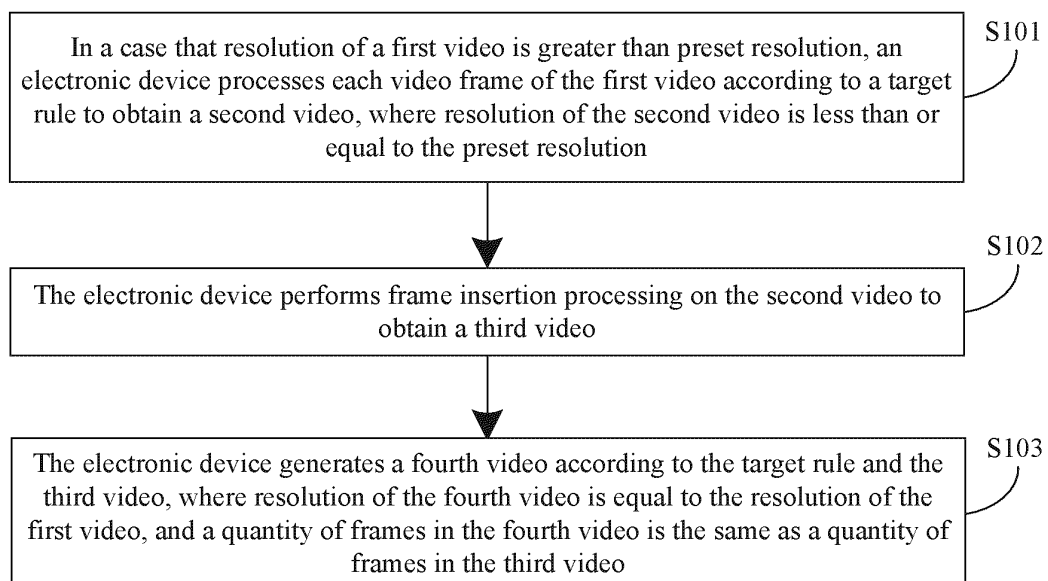 S101
In a case that resolution of a first video is greater than preset resolution, an
electronic device processes each video frame of the first video according to a target
rule to obtain a second video, where resolution of the second video is less than or
equal to the preset resolution
S102
The electronic device performs frame insertion processing on the second video to
obtain a third video
S103
The electronic device generates a fourth video according to the target rule and the
third video, where resolution of the fourth video is equal to the resolution of the
first video, and a quantity of frames in the fourth video is the same as a quantity of
frames in the third video